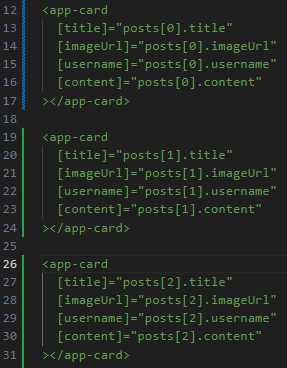 12 <app-card
13   [title]="posts[0].title"
14   [imageUrl]="posts[0].imageUrl"
15   [username]="posts[0].username"
16   [content]="posts[0].content"
17 ></app-card>
18
19 <app-card
20   [title]="posts[1].title"
21   [imageUrl]="posts[1].imageUrl"
22   [username]="posts[1].username"
23   [content]="posts[1].content"
24 ></app-card>
25
26 <app-card
27   [title]="posts[2].title"
28   [imageUrl]="posts[2].imageUrl"
29   [username]="posts[2].username"
30   [content]="posts[2].content"
31 ></app-card>